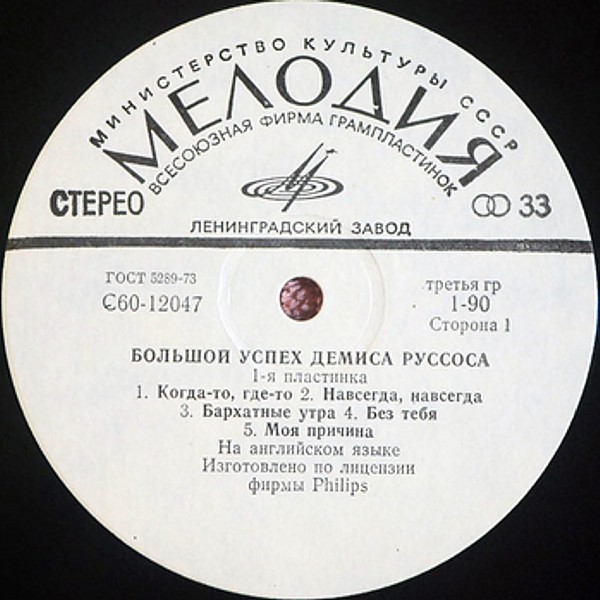 МИНИСТЕРСТВО КУЛЬТУРЫ СССР
МЕЛОДИЯ
ВСЕСОЮЗНАЯ ФИРМА ГРАМПЛАСТИНОК
СТЕРЕО
33
ЛЕНИНГРАДСКИЙ ЗАВОД
ГОСТ 5289-73
С60-12047
третья гр
1-90
Сторона 1
БОЛЬШОЙ УСПЕХ ДЕМИСА РУССОСА
1-я пластинка
1. Когда-то, где-то 2. Навсегда, навсегда
3. Бархатные утра 4. Без тебя
5. Моя причина
На английском языке
Изготовлено по лицензии
фирмы Philips